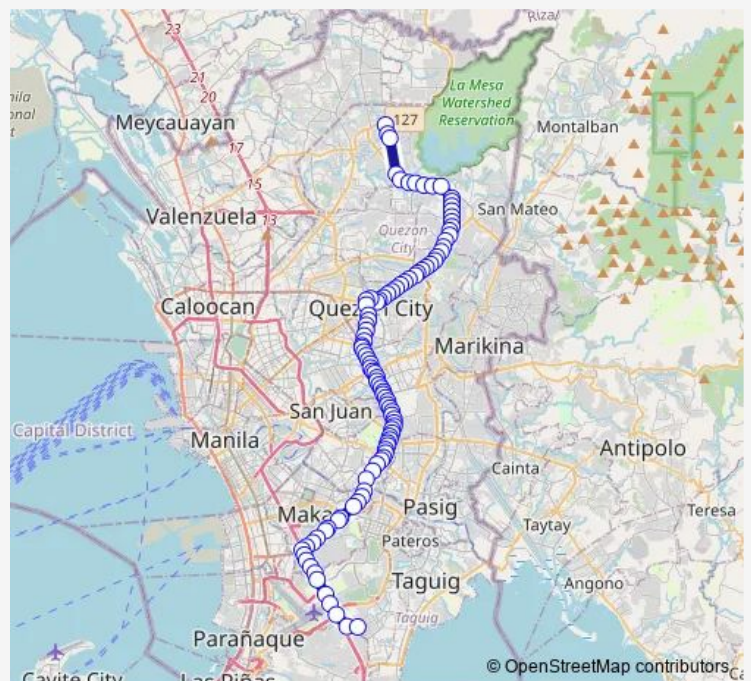 23
Rizal
21
20
La Mesa
Watershed
Reservation
127
Meycauayan
Montalban
17
15
Valenzuela
13
San Mateo
Quezon
City
Caloocan
City
Marikina
San Juan
Capital District
Manila
Antipolo
Cainta
Pasig
Teresa
Taytay
Pateros
Taguig
Angono
Taguig
Parañaque
Cavite City
Las Piñas
© OpenStreetMap contributors